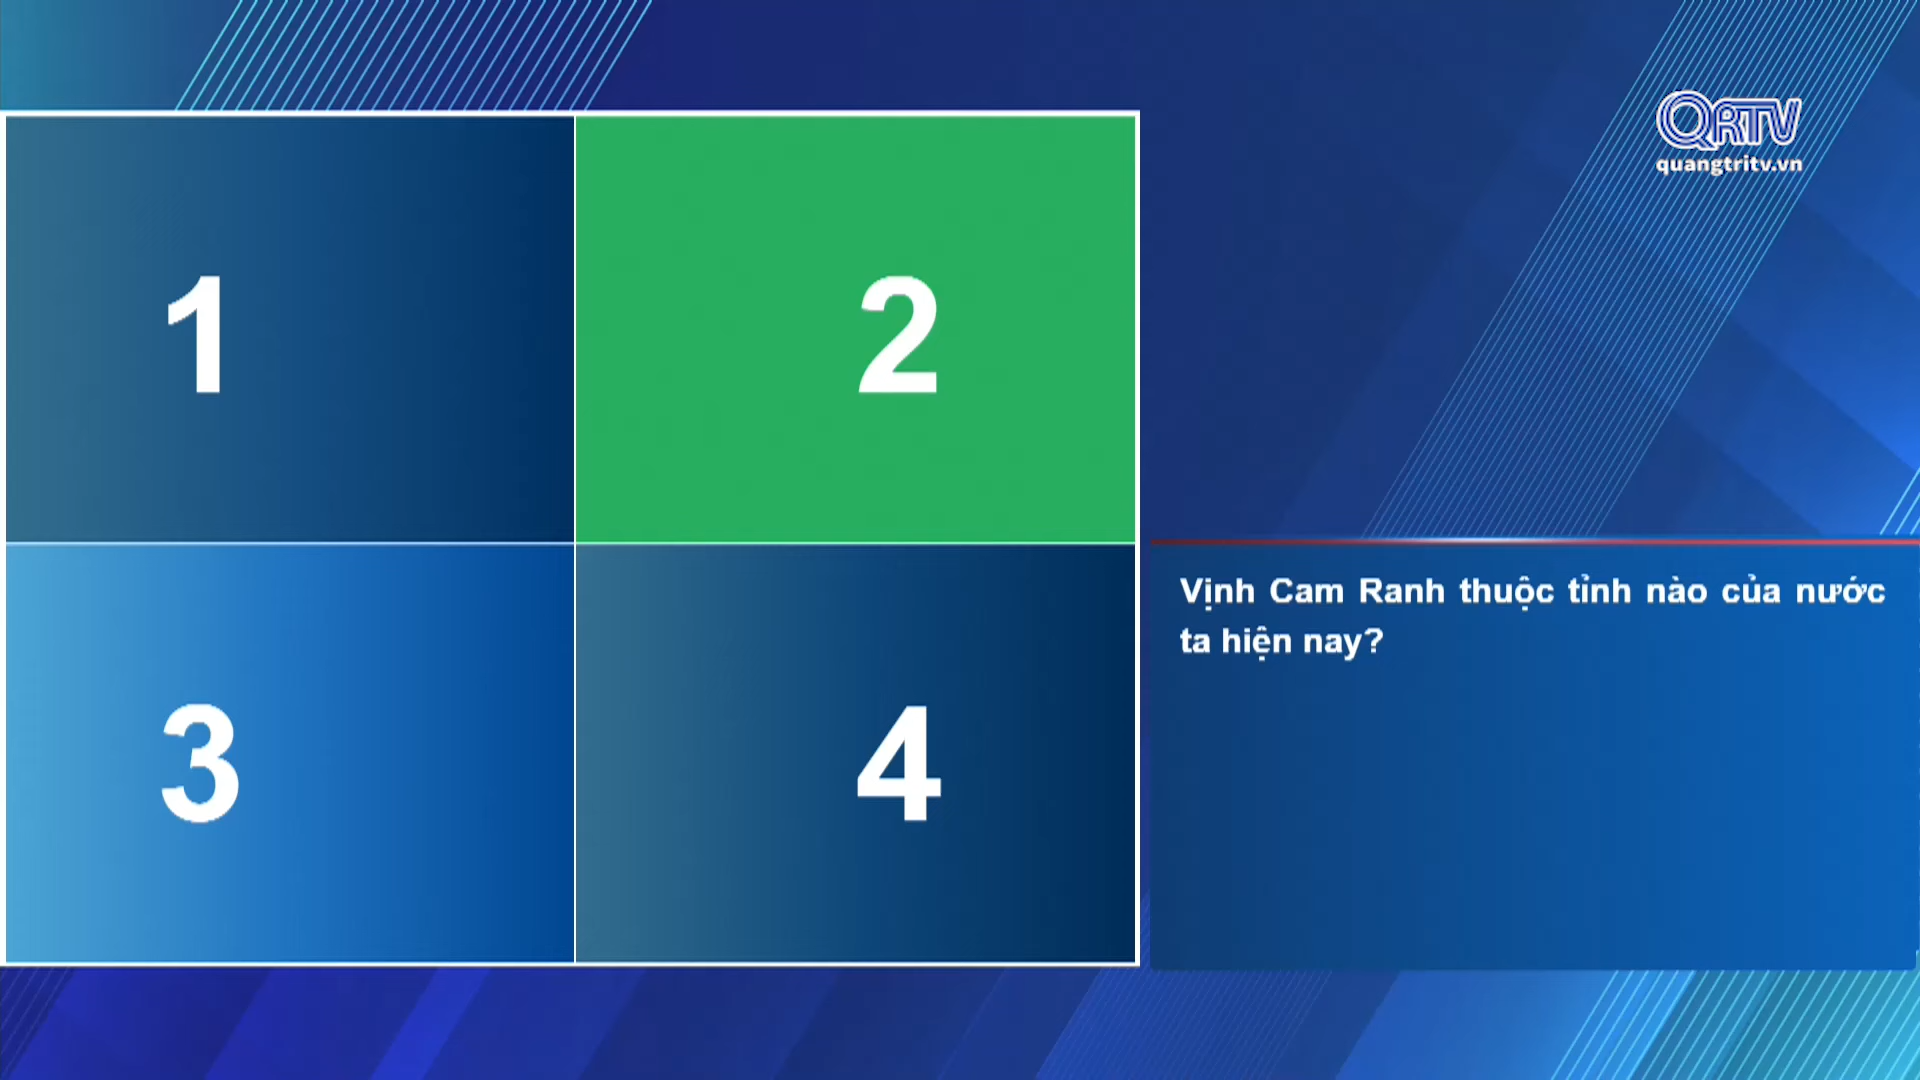 QRTV
quangtritv.vn
1
2
3
4
Vịnh Cam Ranh thuộc tỉnh nào của nước
ta hiện nay?